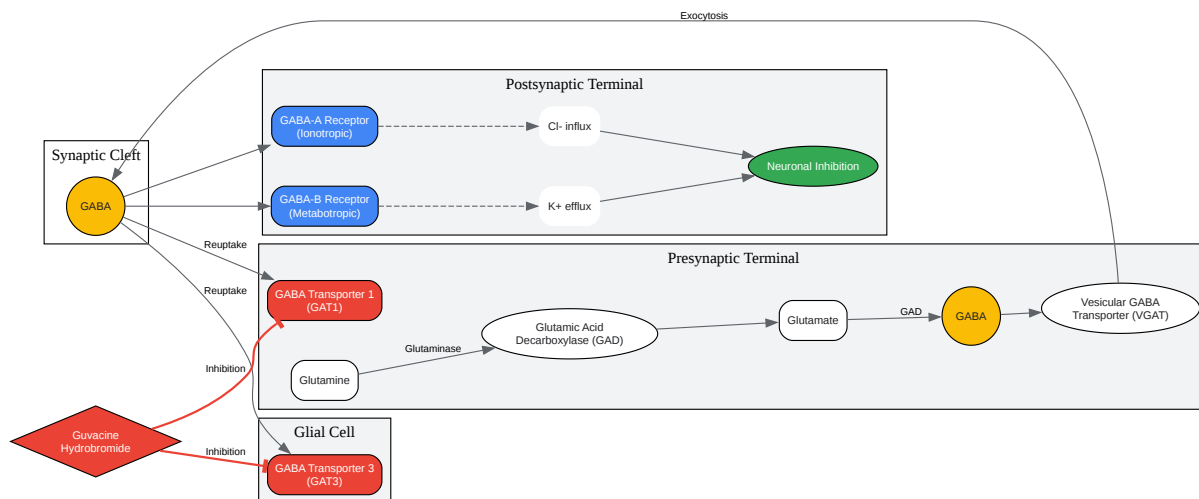 Exocytosis
Postsynaptic Terminal
GABA-A Receptor
(Ionotropic)
Cl- influx
Synaptic Cleft
Neuronal Inhibition
GABA
GABA-B Receptor
(Metabotropic)
K+ efflux
Reuptake
Presynaptic Terminal
Reuptake
GABA Transporter 1
(GAT1)
Vesicular GABA
Transporter (VGAT)
GABA
GAD
Glutamate
Glutamic Acid
Decarboxylase (GAD)
Glutaminase
Inhibition
Glutamine
Glial Cell
Guvacine
Hydrobromide
Inhibition
GABA Transporter 3
(GAT3)